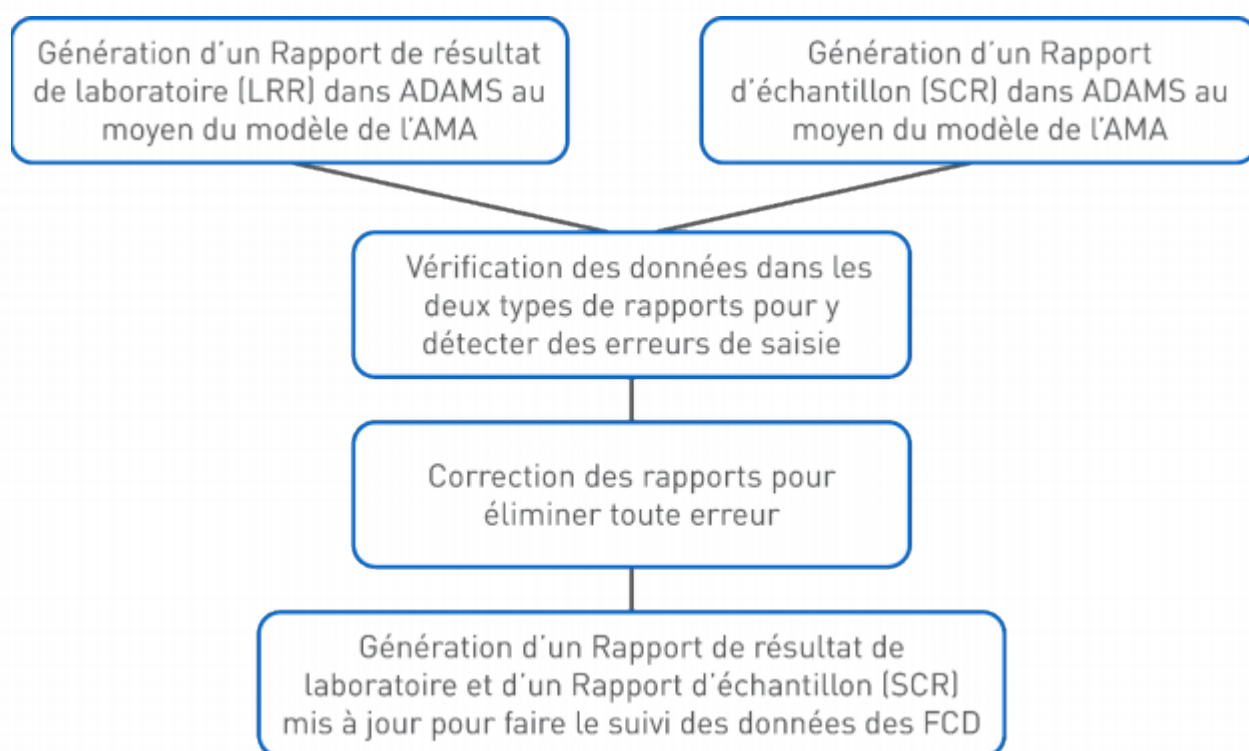 Génération d'un Rapport de résultat
de laboratoire (LRR) dans ADAMS au
moyen du modèle de l'AMA
Génération d'un Rapport
d'échantillon (SCR) dans ADAMS au
moyen du modèle de l'AMA
Vérification des données dans les
deux types de rapports pour y
détecter des erreurs de saisie
Correction des rapports pour
éliminer toute erreur
Génération d'un Rapport de résultat de
laboratoire et d'un Rapport d'échantillon (SCR)
mis à jour pour faire le suivi des données des FCD